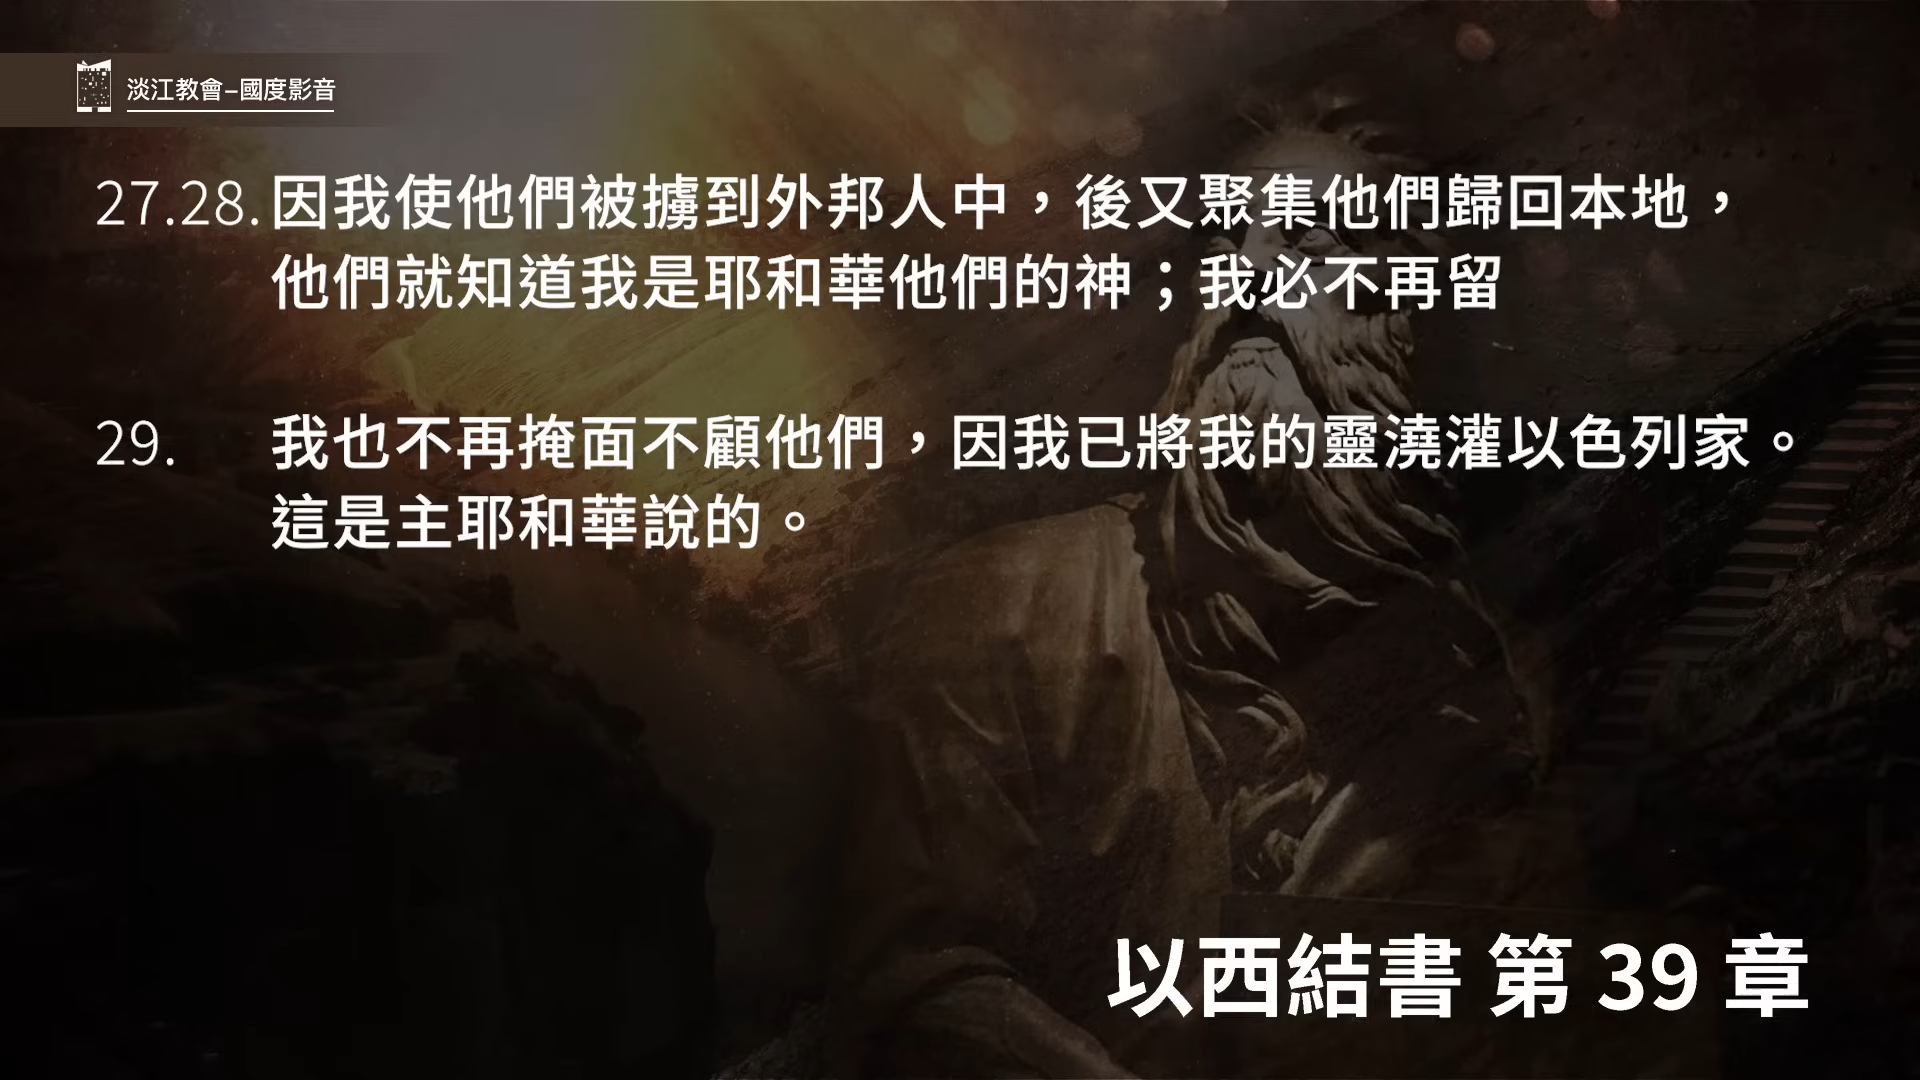 淡江教會–國度影音
27.28. 因我使他們被擄到外邦人中，後又聚集他們歸回本地，
他們就知道我是耶和華他們的神；我必不再留
29. 我也不再掩面不顧他們，因我已將我的靈澆灌以色列家。
這是主耶和華說的。
以西結書 第 39 章